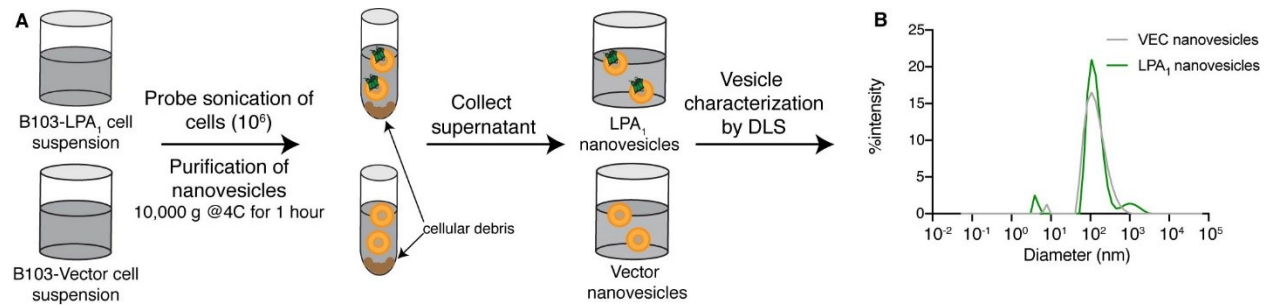 A
B103-LPA₁ cell
suspension
B103-Vector cell
suspension
Probe sonication of
cells (10⁶)
Purification of
nanovesicles
10,000 g @4C for 1 hour
cellular debris
Collect
supernatant
LPA₁
nanovesicles
Vector
nanovesicles
Vesicle
characterization
by DLS
B
25
20
15
10
5
0
%intensity
VEC nanovesicles
LPA₁ nanovesicles
10⁻² 10⁻¹ 10⁰ 10¹ 10² 10³ 10⁴ 10⁵
Diameter (nm)